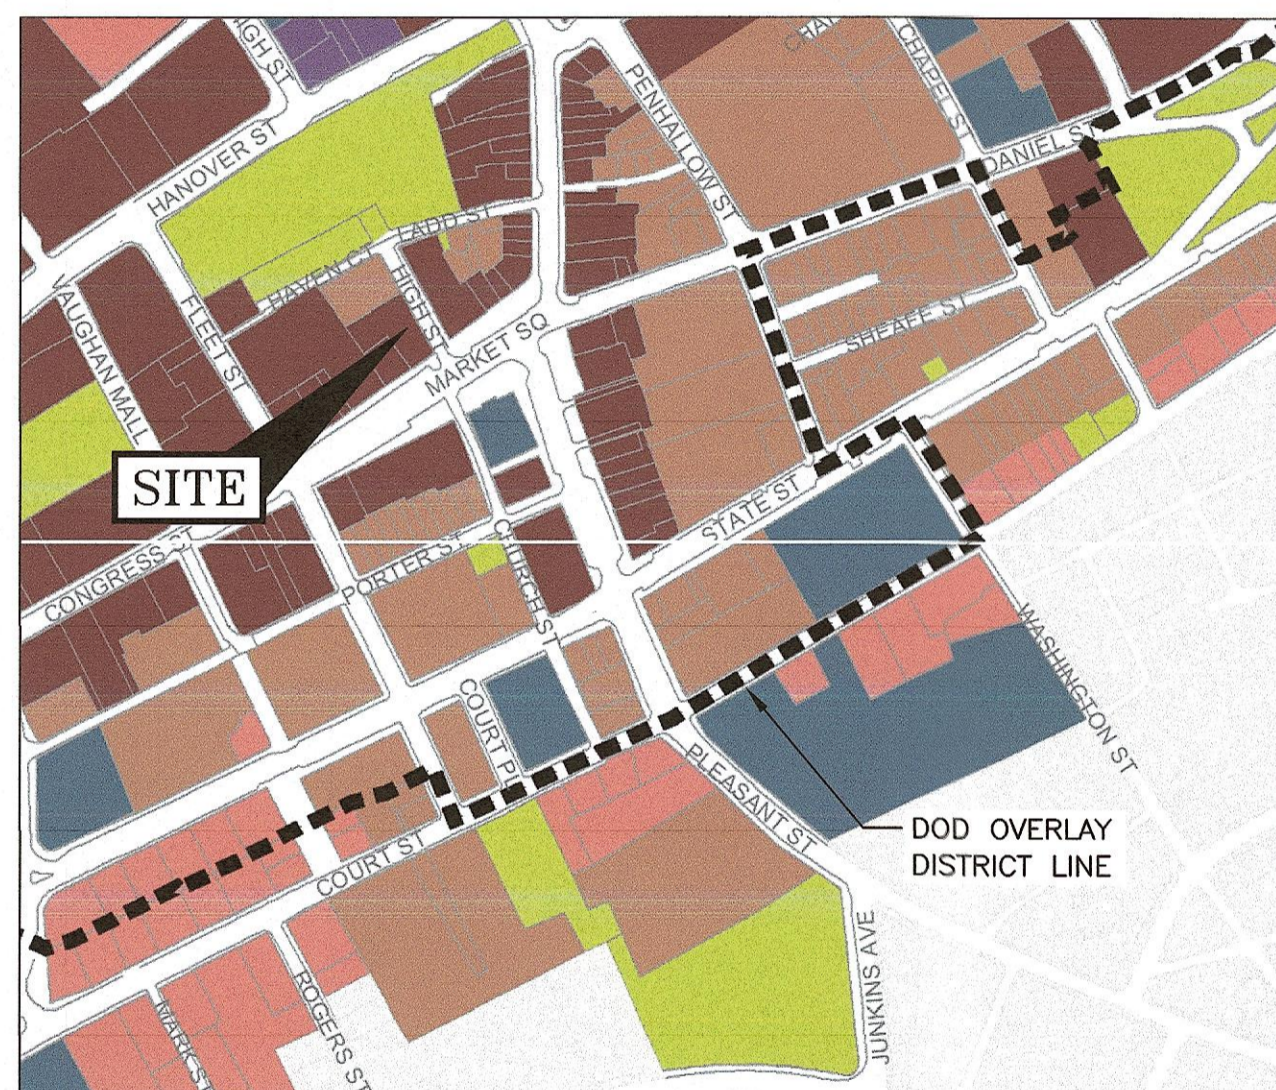 HANOVER ST
PENHALLOW ST
CHAPEL ST
DANIEL ST
LADD ST
HAVEN CT
HIGH ST
FLEET ST
VAUGHAN MALL
MARKET SQ
SHEAFE ST
SITE
STATE ST
CONGRESS ST
PORTER ST
CHURCH ST
WASHINGTON ST
COURT PL
PLEASANT ST
DOD OVERLAY
DISTRICT LINE
COURT ST
JUNKINS AVE
ROGERS ST
MARK ST